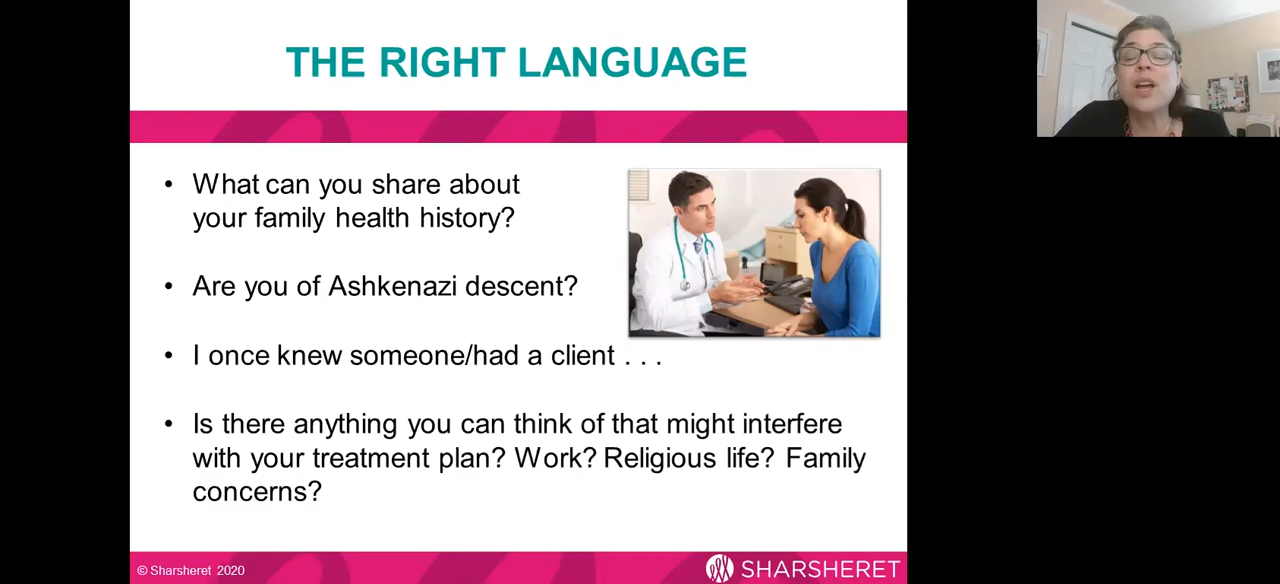 THE RIGHT LANGUAGE
• What can you share about
your family health history?
• Are you of Ashkenazi descent?
• I once knew someone/had a client . . .
• Is there anything you can think of that might interfere
with your treatment plan? Work? Religious life? Family
concerns?
© Sharsheret 2020
SHARSHERET